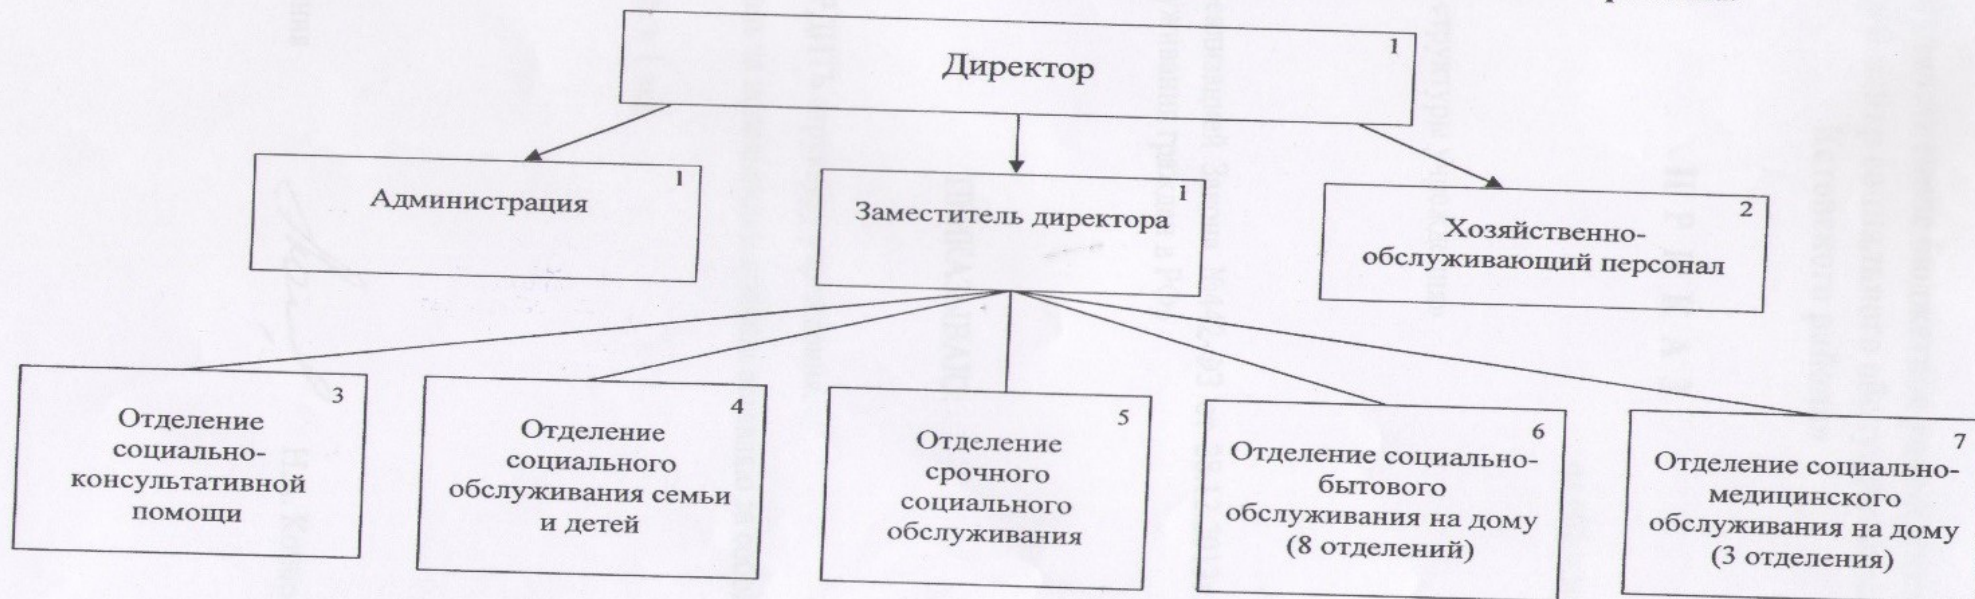 1
Директор
1
Администрация
1
Заместитель директора
2
Хозяйственно-
обслуживающий персонал
3
Отделение
социально-
консультативной
помощи
4
Отделение
социального
обслуживания семьи
и детей
5
Отделение
срочного
социального
обслуживания
6
Отделение социально-
бытового
обслуживания на дому
(8 отделений)
7
Отделение социально-
медицинского
обслуживания на дому
(3 отделения)